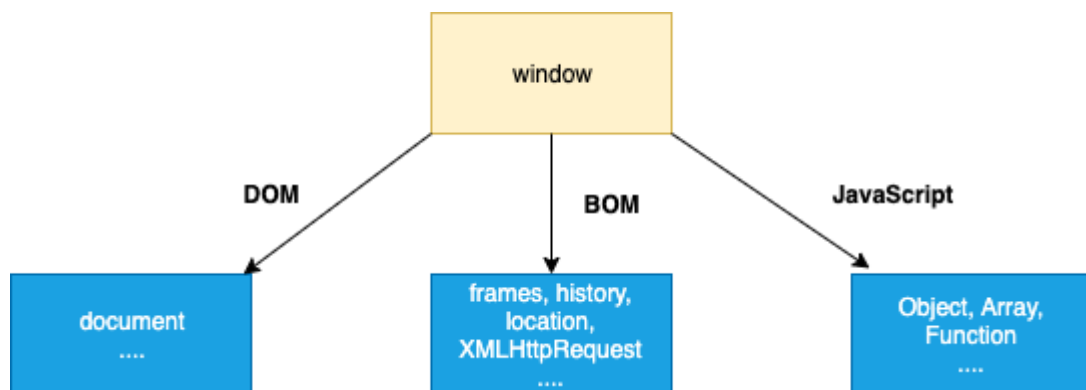 window
DOM
BOM
JavaScript
document
....
frames, history,
location,
XMLHttpRequest
....
Object, Array,
Function
....